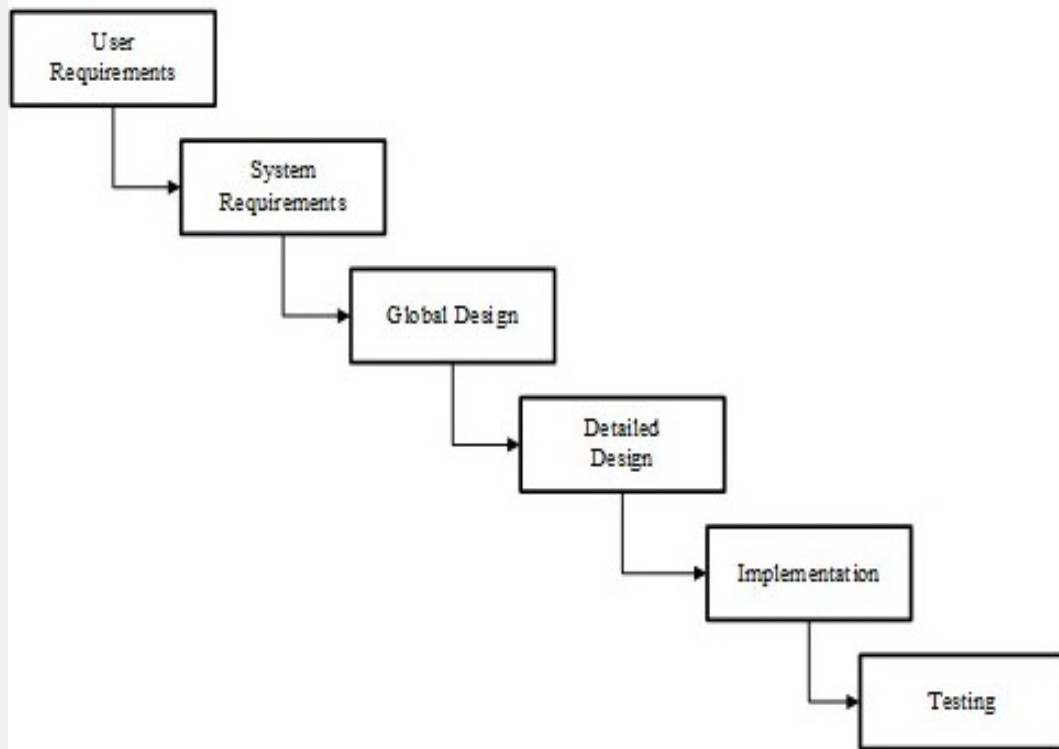 User
Requirements
System
Requirements
Global Design
Detailed
Design
Implementation
Testing